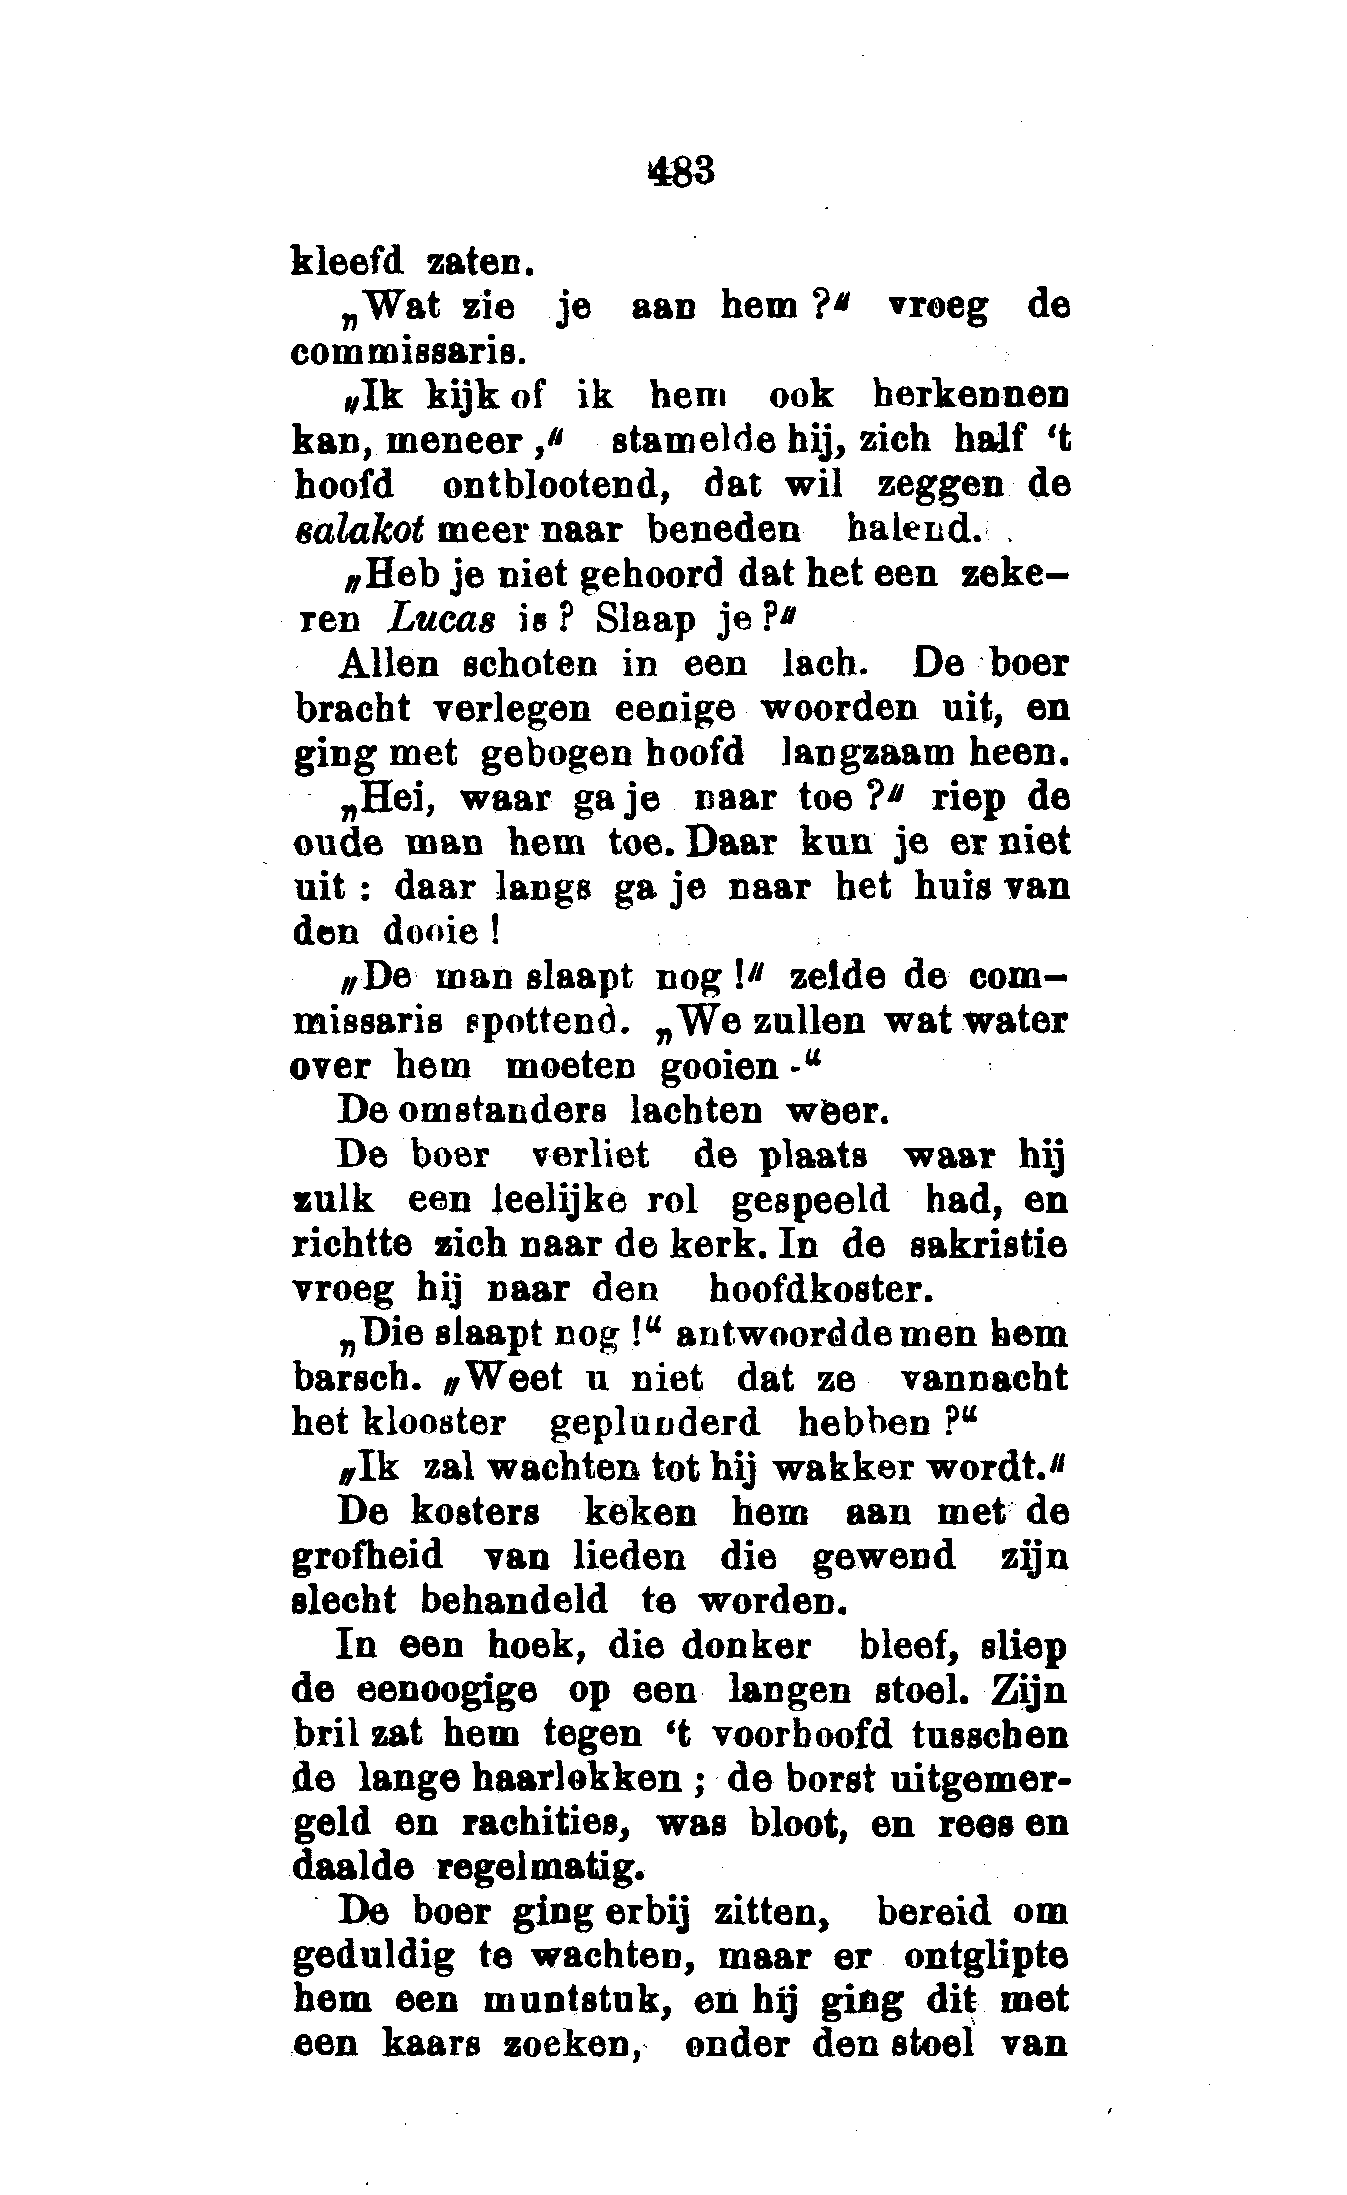 483
kleefd zaten.
„Wat zie je aan hem ?" vroeg de
commissaris.
„Ik kijk of ik hem ook herkennen
kan, meneer ," stamelde hij, zich half 't
hoofd ontblootend, dat wil zeggen de
salakot meer naar beneden halend.
„Heb je niet gehoord dat het een zeke-
ren Lucas is ? Slaap je ?"
Allen schoten in een lach. De boer
bracht verlegen eenige woorden uit, en
ging met gebogen hoofd langzaam heen.
„Hei, waar ga je naar toe ?" riep de
oude man hem toe. Daar kun je er niet
uit : daar langs ga je naar het huis van
den dooie !
„De man slaapt nog !" zeide de com-
missaris spottend. „We zullen wat water
over hem moeten gooien -"
De omstanders lachten weer.
De boer verliet de plaats waar hij
zulk een leelijke rol gespeeld had, en
richtte zich naar de kerk. In de sakristie
vroeg hij naar den hoofdkoster.
„Die slaapt nog !" antwoordde men hem
barsch. „Weet u niet dat ze vannacht
het klooster geplunderd hebben ?"
„Ik zal wachten tot hij wakker wordt."
De kosters keken hem aan met de
grofheid van lieden die gewend zijn
slecht behandeld te worden.
In een hoek, die donker bleef, sliep
de eenoogige op een langen stoel. Zijn
bril zat hem tegen 't voorhoofd tusschen
de lange haarlokken ; de borst uitgemer-
geld en rachities, was bloot, en rees en
daalde regelmatig.
De boer ging erbij zitten, bereid om
geduldig te wachten, maar er ontglipte
hem een muntstuk, en hij ging dit met
een kaars zoeken, onder den stoel van